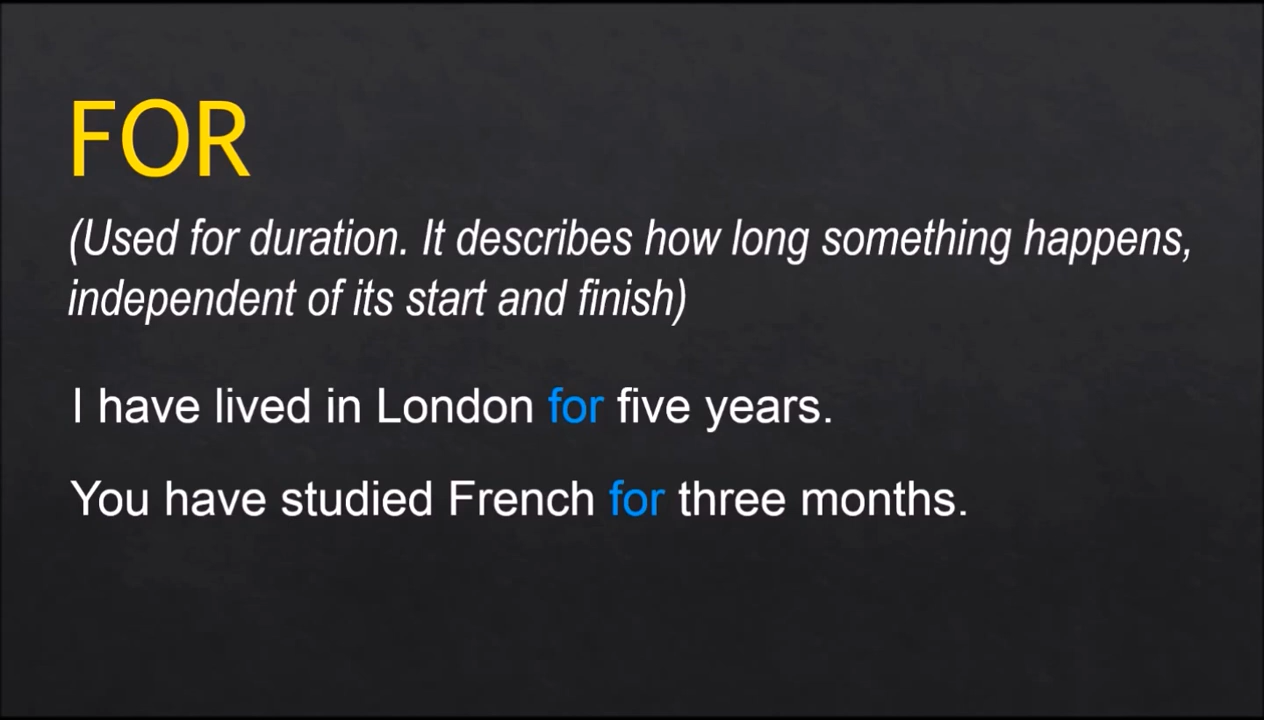 FOR
(Used for duration. It describes how long something happens,
independent of its start and finish)
I have lived in London for five years.
You have studied French for three months.